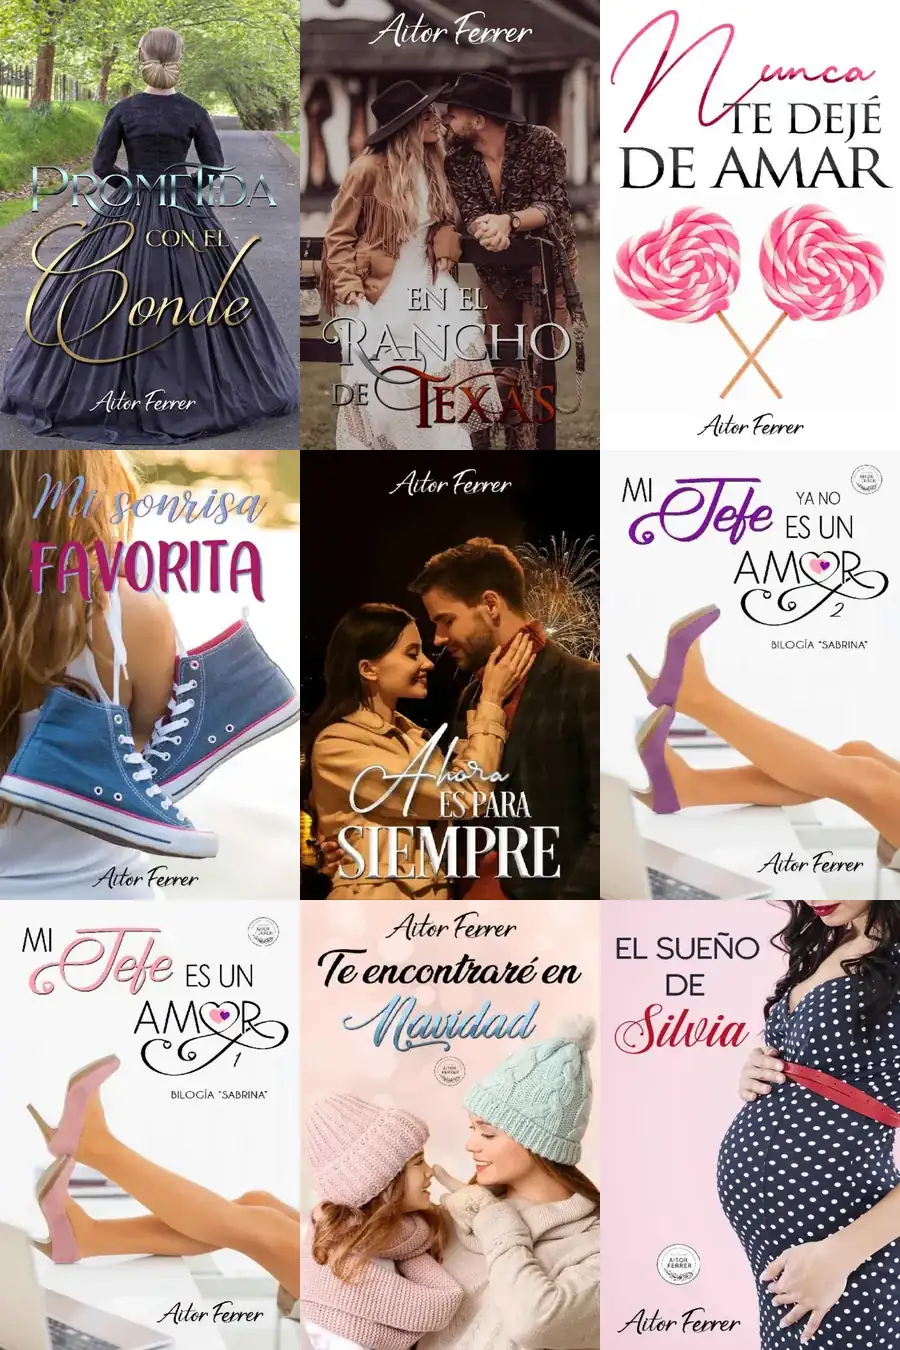 PROMETIDA
CON EL
Conde
Aitor Ferrer
Aitor Ferrer
EN EL
RANCHO
DE TEXAS
Nunca
TE DEJÉ
DE AMAR
Aitor Ferrer
Mi sonrisa
FAVORITA
Aitor Ferrer
Aitor Ferrer
Ahora
ES PARA
SIEMPRE
MI Jefe YA NO
ES UN
AMOR
2
BILOGÍA "SABRINA"
Aitor Ferrer
MI Jefe ES UN
AMOR
1
BILOGÍA "SABRINA"
Aitor Ferrer
Aitor Ferrer
Te encontraré en
Navidad
AITOR
FERRER
EL SUEÑO
DE
Silvia
AITOR
FERRER
Aitor Ferrer